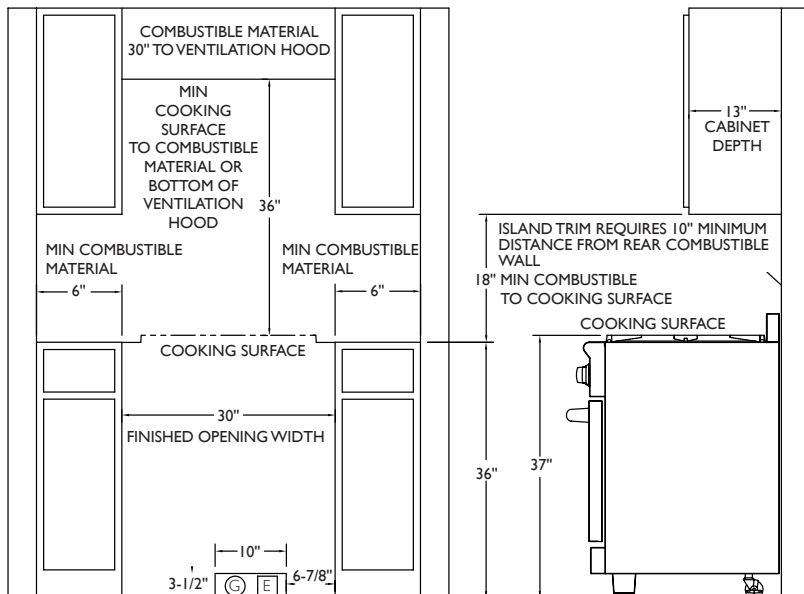 COMBUSTIBLE MATERIAL
30" TO VENTILATION HOOD
MIN
COOKING
SURFACE
TO COMBUSTIBLE
MATERIAL OR
BOTTOM OF
VENTILATION
HOOD
36"
MIN COMBUSTIBLE
MATERIAL
6"
MIN COMBUSTIBLE
MATERIAL
6"
COOKING SURFACE
30"
FINISHED OPENING WIDTH
10"
3-1/2"
G
E
6-7/8"
13"
CABINET
DEPTH
ISLAND TRIM REQUIRES 10" MINIMUM
DISTANCE FROM REAR COMBUSTIBLE
WALL
18" MIN COMBUSTIBLE
TO COOKING SURFACE
COOKING SURFACE
36"
37"